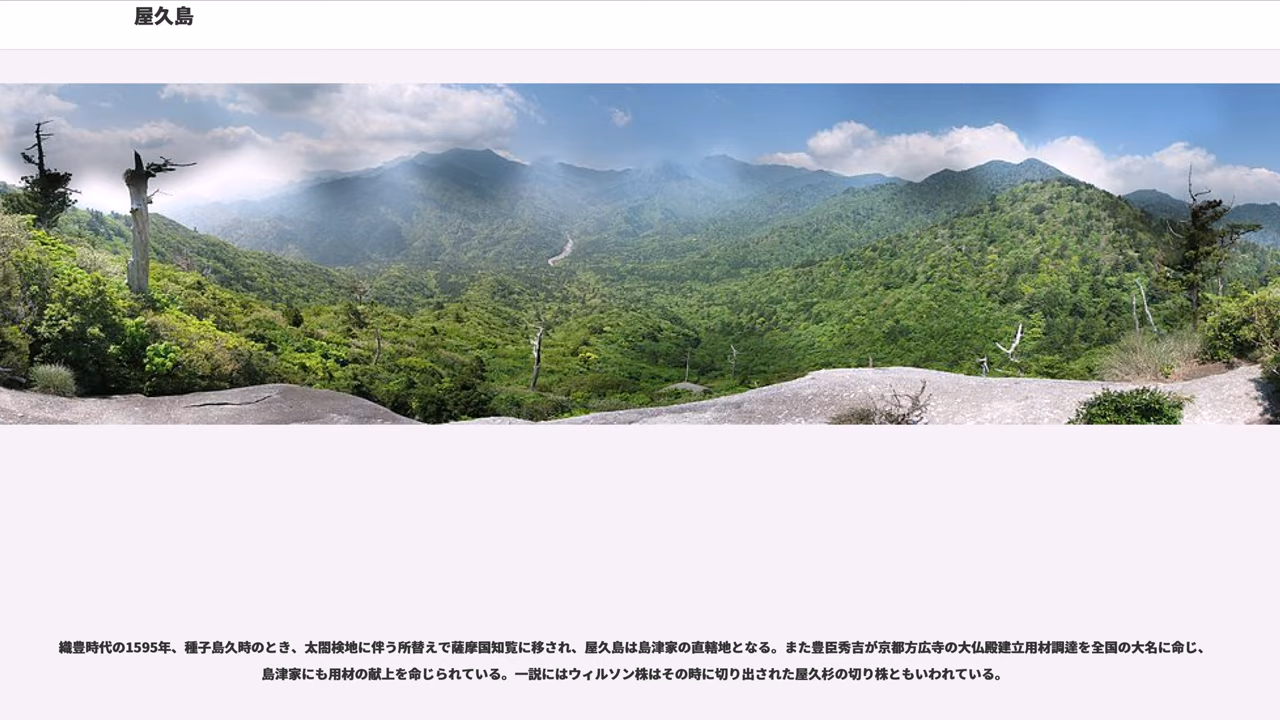 屋久島
織豊時代の1595年、種子島久時のとき、太閤検地に伴う所替えで薩摩国知覧に移され、屋久島は島津家の直轄地となる。また豊臣秀吉が京都方広寺の大仏殿建立用材調達を全国の大名に命じ、
島津家にも用材の献上を命じられている。一説にはウィルソン株はその時に切り出された屋久杉の切り株ともいわれている。